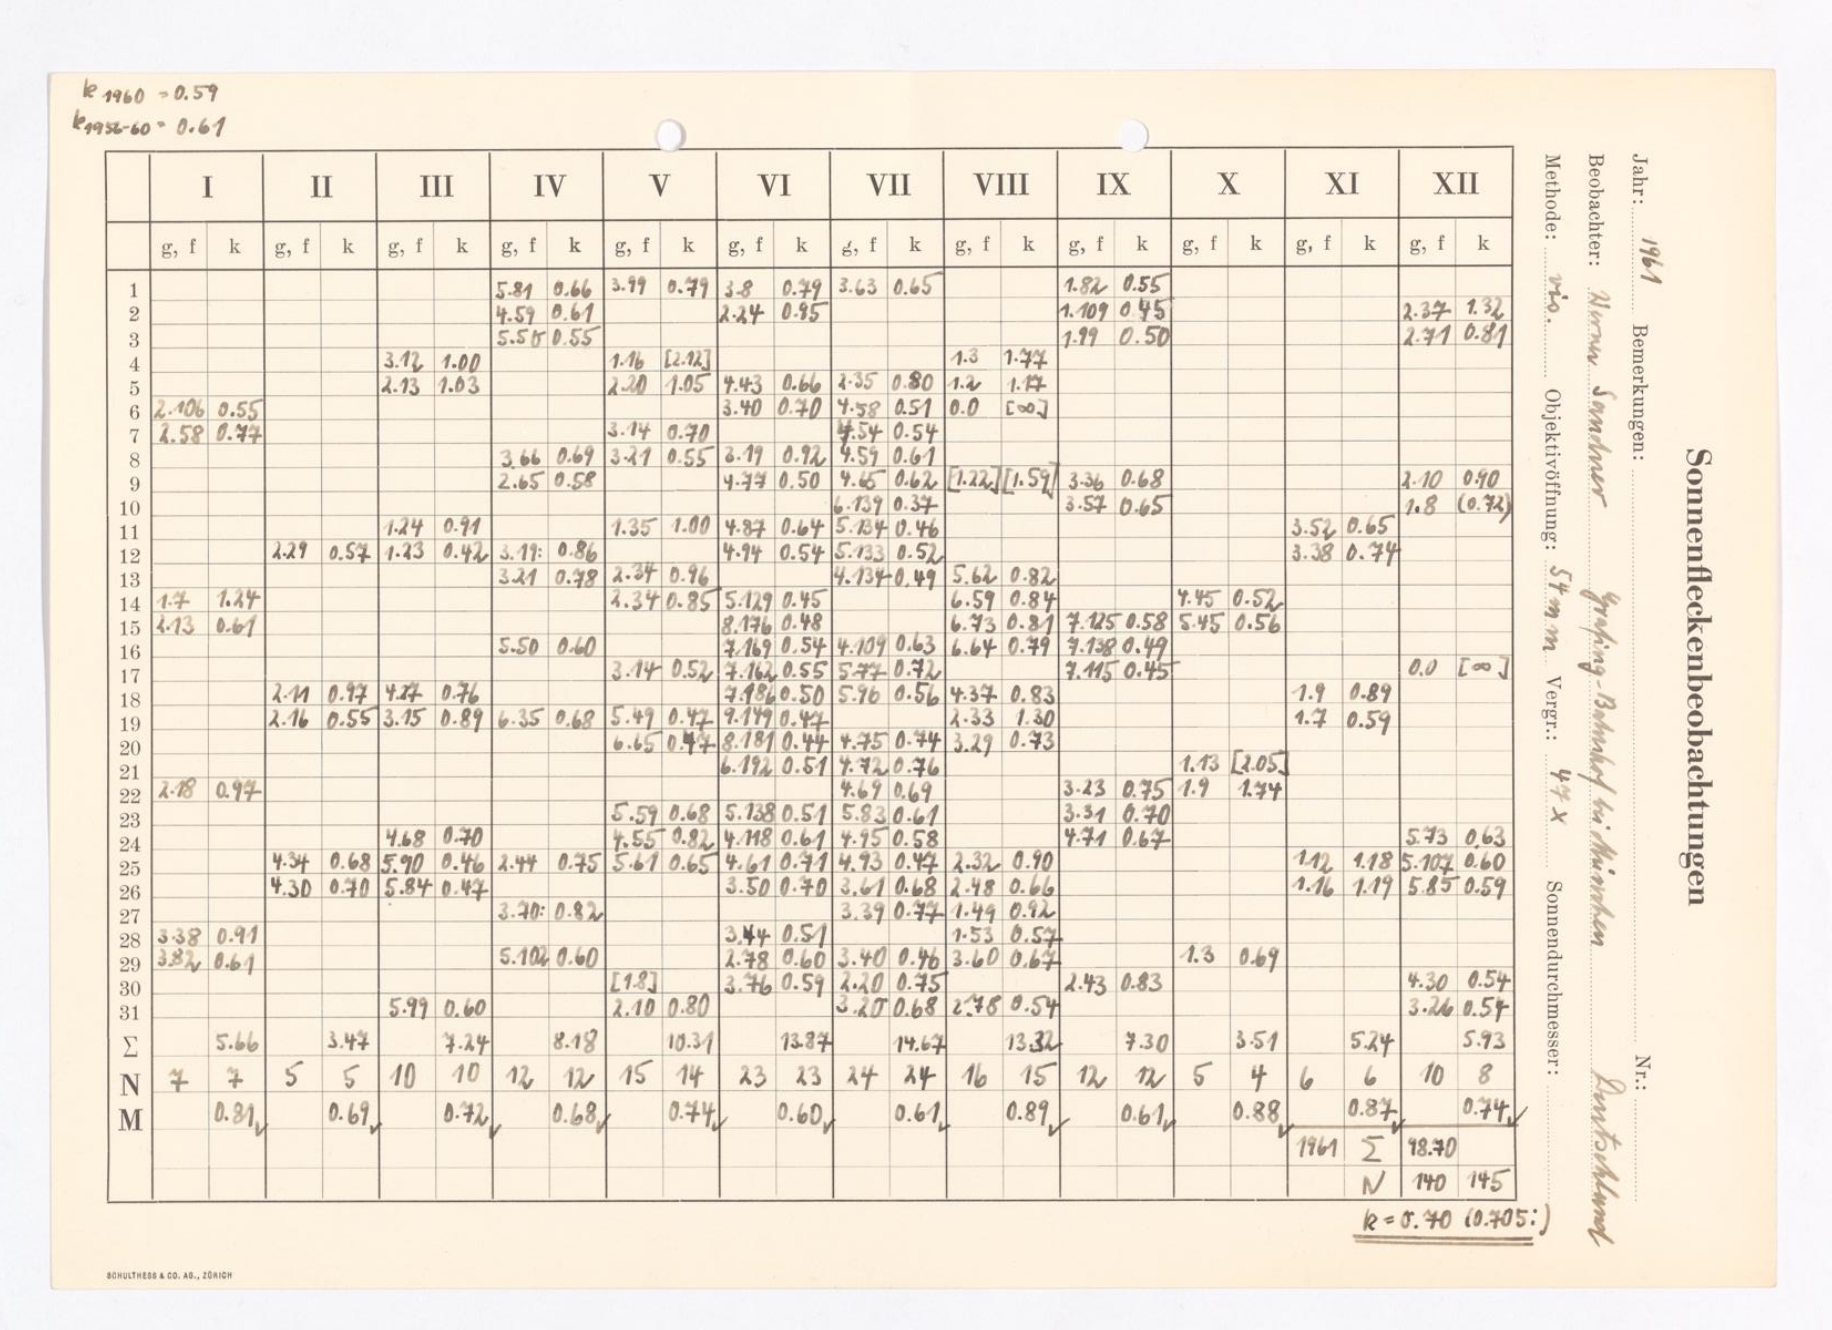 k 1960 = 0.59
k 1956-60 = 0.61
I II III IV V VI VII VIII IX X XI XII
g, f k g, f k g, f k g, f k g, f k g, f k g, f k g, f k g, f k g, f k g, f k g, f k
1 5.81 0.66 3.99 0.79 3.8 0.79 3.63 0.65 1.82 0.55
2 4.59 0.61 2.24 0.95 1.109 0.45 2.37 1.32
3 5.50 0.55 1.99 0.50 2.71 0.81
4 3.12 1.00 1.16 [2.12] 1.3 1.77
5 2.13 1.03 2.20 1.05 4.43 0.66 2.35 0.80 1.2 1.17
6 2.106 0.55 3.40 0.70 4.58 0.51 0.0 [∞]
7 2.58 0.77 3.14 0.70 4.54 0.54
8 3.66 0.69 3.21 0.55 3.19 0.92 4.59 0.61
9 2.65 0.58 4.77 0.50 4.65 0.62 [1.22] [1.59] 3.36 0.68 2.10 0.90
10 6.139 0.37 3.57 0.65 1.8 (0.72)
11 1.24 0.91 1.35 1.00 4.87 0.64 5.134 0.46 3.52 0.65
12 2.29 0.57 1.23 0.42 3.19: 0.86 4.94 0.54 5.133 0.52 3.38 0.74
13 3.21 0.78 2.34 0.96 4.134 0.49 5.62 0.82
14 1.7 1.24 2.34 0.85 5.129 0.45 6.59 0.84 4.45 0.52
15 2.13 0.61 8.176 0.48 6.73 0.81 7.125 0.58 5.45 0.56
16 5.50 0.60 7.169 0.54 4.109 0.63 6.64 0.79 7.138 0.49
17 3.14 0.52 7.162 0.55 5.77 0.72 7.115 0.45 0.0 [∞]
18 2.11 0.97 4.27 0.76 7.186 0.50 5.96 0.56 4.37 0.83 1.9 0.89
19 2.16 0.55 3.15 0.89 6.35 0.68 5.49 0.47 9.149 0.47 2.33 1.30 1.7 0.59
20 6.65 0.47 8.181 0.44 4.75 0.74 3.29 0.73
21 6.192 0.51 4.72 0.76 1.13 [2.05]
22 2.18 0.97 4.69 0.69 3.23 0.75 1.9 1.74
23 5.59 0.68 5.138 0.51 5.83 0.61 3.31 0.70
24 4.68 0.70 4.55 0.82 4.118 0.61 4.95 0.58 4.71 0.67 5.73 0.63
25 4.34 0.68 5.90 0.46 2.44 0.75 5.61 0.65 4.61 0.71 4.93 0.47 2.32 0.90 1.12 1.18 5.107 0.60
26 4.30 0.70 5.84 0.47 3.50 0.70 3.61 0.68 2.48 0.66 1.16 1.19 5.85 0.59
27 3.70: 0.82 3.39 0.77 1.49 0.92
28 3.38 0.91 3.44 0.51 1.53 0.57
29 3.82 0.61 5.102 0.60 2.78 0.60 3.40 0.46 3.60 0.67 1.3 0.69
30 [1.8] 3.76 0.59 2.20 0.75 2.43 0.83 4.30 0.54
31 5.99 0.60 2.10 0.80 3.20 0.68 2.78 0.54 3.26 0.54
Σ 5.66 3.47 7.24 8.18 10.31 13.87 14.67 13.32 7.30 3.51 5.24 5.93
N 7 7 5 5 10 10 12 12 15 14 23 23 24 24 16 15 12 12 5 4 6 6 10 8
M 0.81 0.69 0.72 0.68 0.74 0.60 0.61 0.89 0.61 0.88 0.87 0.74
1961 Σ 98.70
N 140 145
k = 0.70 (0.705:)
SCHULTHESS & CO. AG., ZÜRICH
Sonnenfleckenbeobachtungen
Jahr: 1961 Bemerkungen: Nr.:
Beobachter: Werner Sandner Grafing-Bahnhof bei München Deutschland
Methode: vis. Objektivöffnung: 54 mm Vergr.: 47 x Sonnendurchmesser: